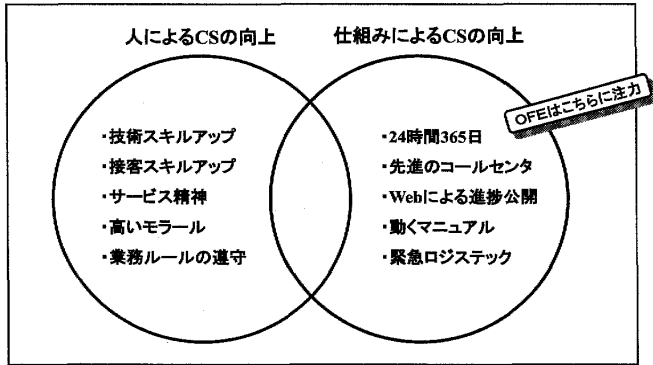 人によるCSの向上
仕組みによるCSの向上
OFEはこちらに注力
・技術スキルアップ
・接客スキルアップ
・サービス精神
・高いモラール
・業務ルールの遵守
・24時間365日
・先進のコールセンタ
・Webによる進捗公開
・動くマニュアル
・緊急ロジステック